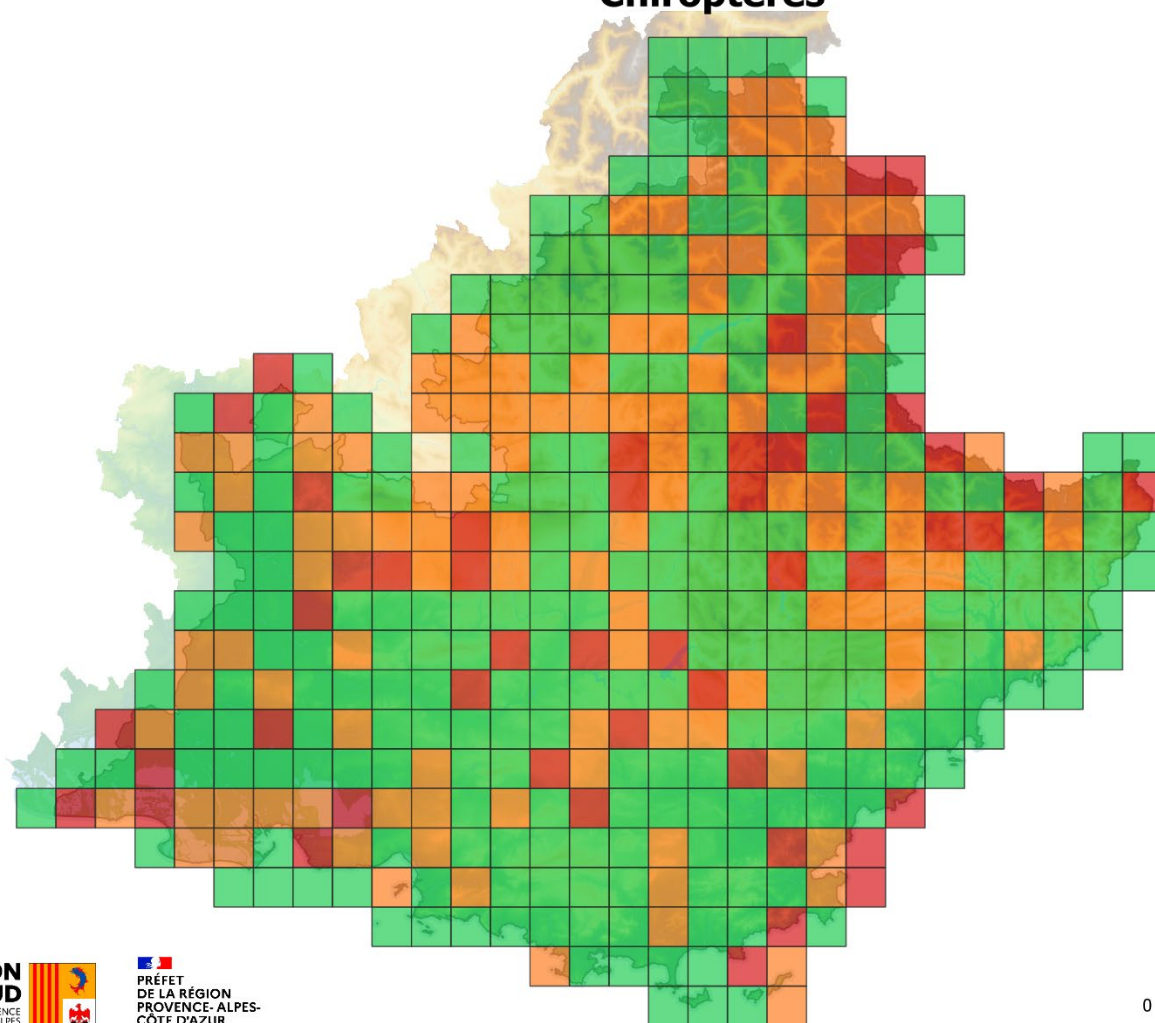 Chiroptères
PRÉFET
DE LA RÉGION
PROVENCE-ALPES-
CÔTE D'AZUR
0